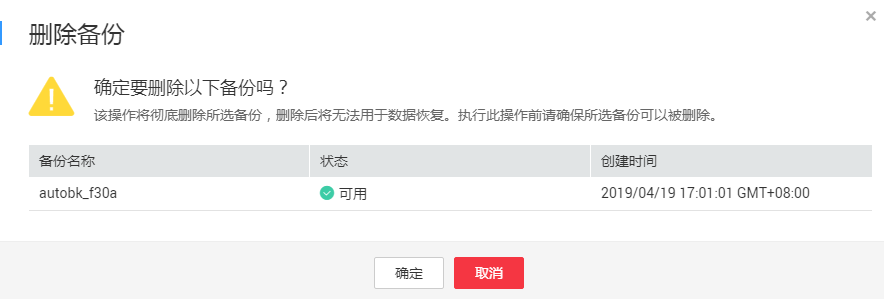 删除备份
确定要删除以下备份吗？
该操作将彻底删除所选备份，删除后将无法用于数据恢复。执行此操作前请确保所选备份可以被删除。
备份名称 状态 创建时间
autobk_f30a 可用 2019/04/19 17:01:01 GMT+08:00
确定 取消